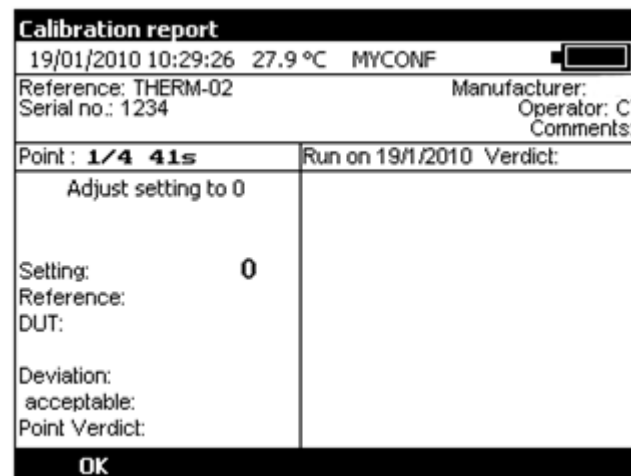 Calibration report
19/01/2010 10:29:26 27.9 °C MYCONF
Reference: THERM-02 Manufacturer:
Serial no.: 1234 Operator: C
Comments:
Point : 1/4 41s Run on 19/1/2010 Verdict:
Adjust setting to 0
Setting: 0
Reference:
DUT:
Deviation:
acceptable:
Point Verdict:
OK